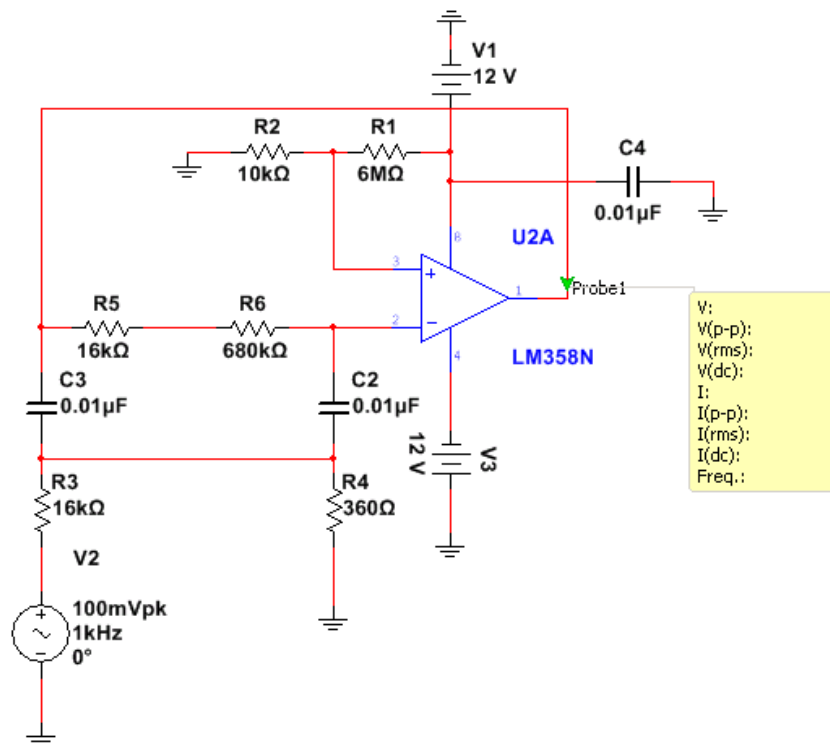 V1
12 V
R2
10kΩ
R1
6MΩ
C4
0.01µF
8
U2A
3
+
1
Probe1
2
−
4
LM358N
R5
16kΩ
R6
680kΩ
C3
0.01µF
C2
0.01µF
12 V
V3
R3
16kΩ
R4
360Ω
V2
100mVpk
1kHz
0°
V:
V(p-p):
V(rms):
V(dc):
I:
I(p-p):
I(rms):
I(dc):
Freq.: